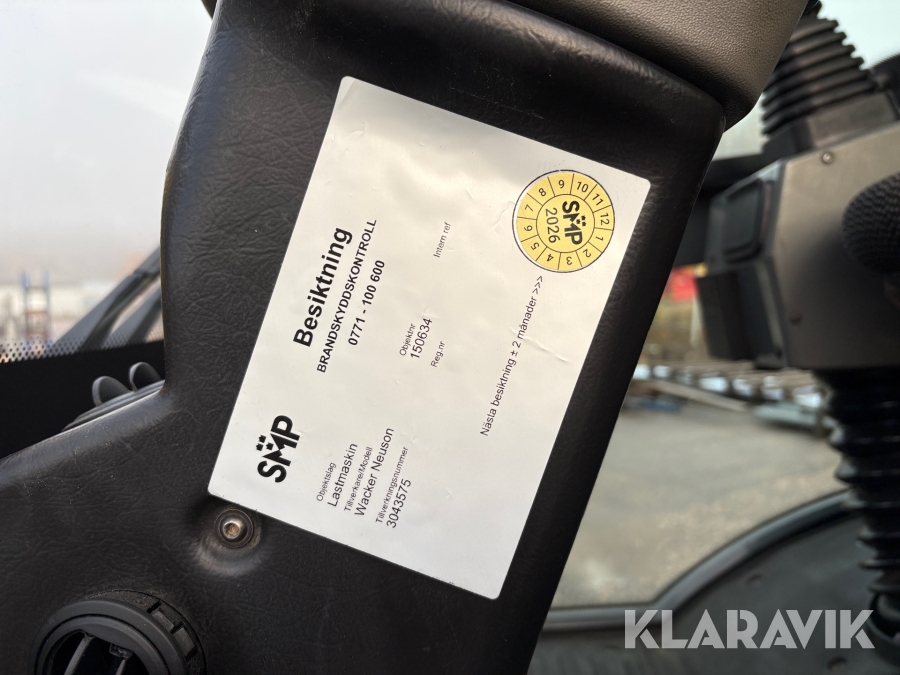 SMP
Besiktning
BRANDSKYDDSKONTROLL
0771 - 100 600
Objektslag
Lastmaskin
Tillverkare/Modell
Wacker Neuson
Tillverkningsnummer
3043575
Objektnr
150634
Reg.nr
Intern ref
Nästa besiktning ± 2 månader >>>
1 2 3 4 5 6 7 8 9 10 11 12
SMP
2026
KLARAVIK